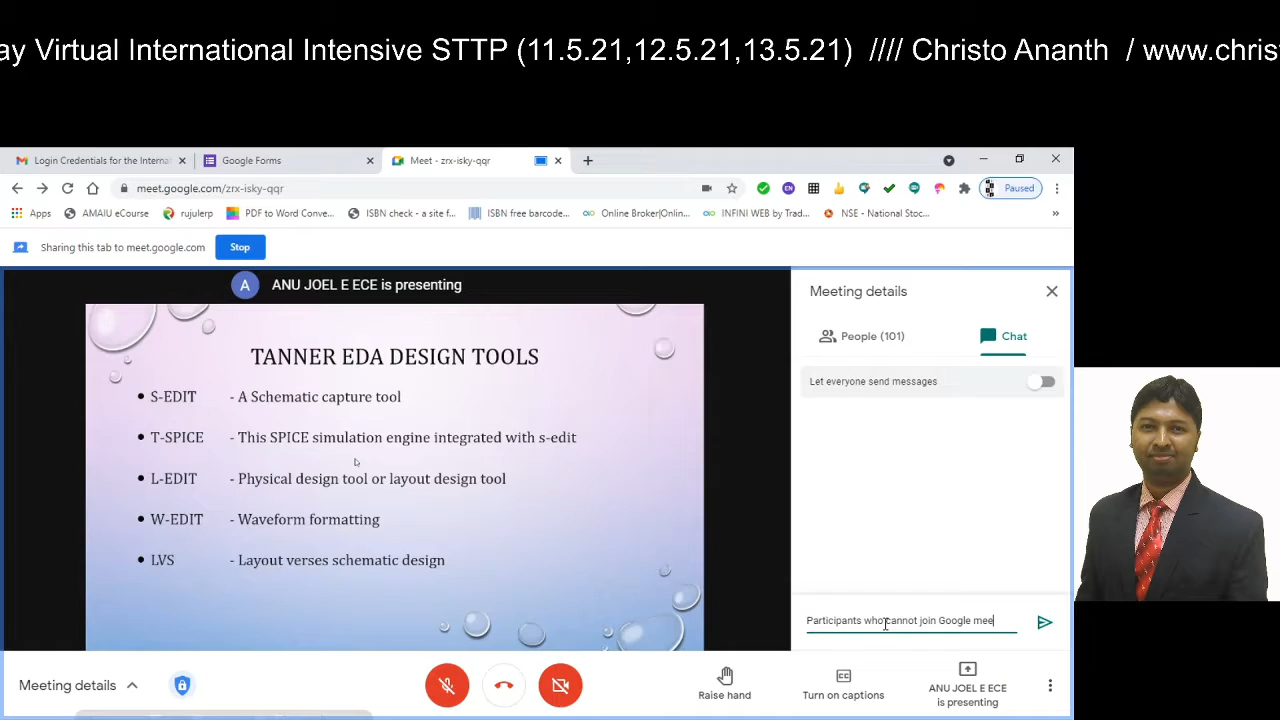 ay Virtual International Intensive STTP (11.5.21,12.5.21,13.5.21) //// Christo Ananth / www.chris
Login Credentials for the Interna
Google Forms
Meet - zrx-isky-qqr
meet.google.com/zrx-isky-qqr
EN
Paused
Apps
AMAIU eCourse
rujulerp
PDF to Word Conve...
ISBN check - a site f...
ISBN free barcode...
Online Broker|Onlin...
INFINI WEB by Trad...
NSE - National Stoc...
»
Sharing this tab to meet.google.com
Stop
A
ANU JOEL E ECE is presenting
TANNER EDA DESIGN TOOLS
• S-EDIT - A Schematic capture tool
• T-SPICE - This SPICE simulation engine integrated with s-edit
• L-EDIT - Physical design tool or layout design tool
• W-EDIT - Waveform formatting
• LVS - Layout verses schematic design
Meeting details
People (101)
Chat
Let everyone send messages
Participants who cannot join Google mee
Meeting details
Raise hand
CC
Turn on captions
ANU JOEL E ECE
is presenting